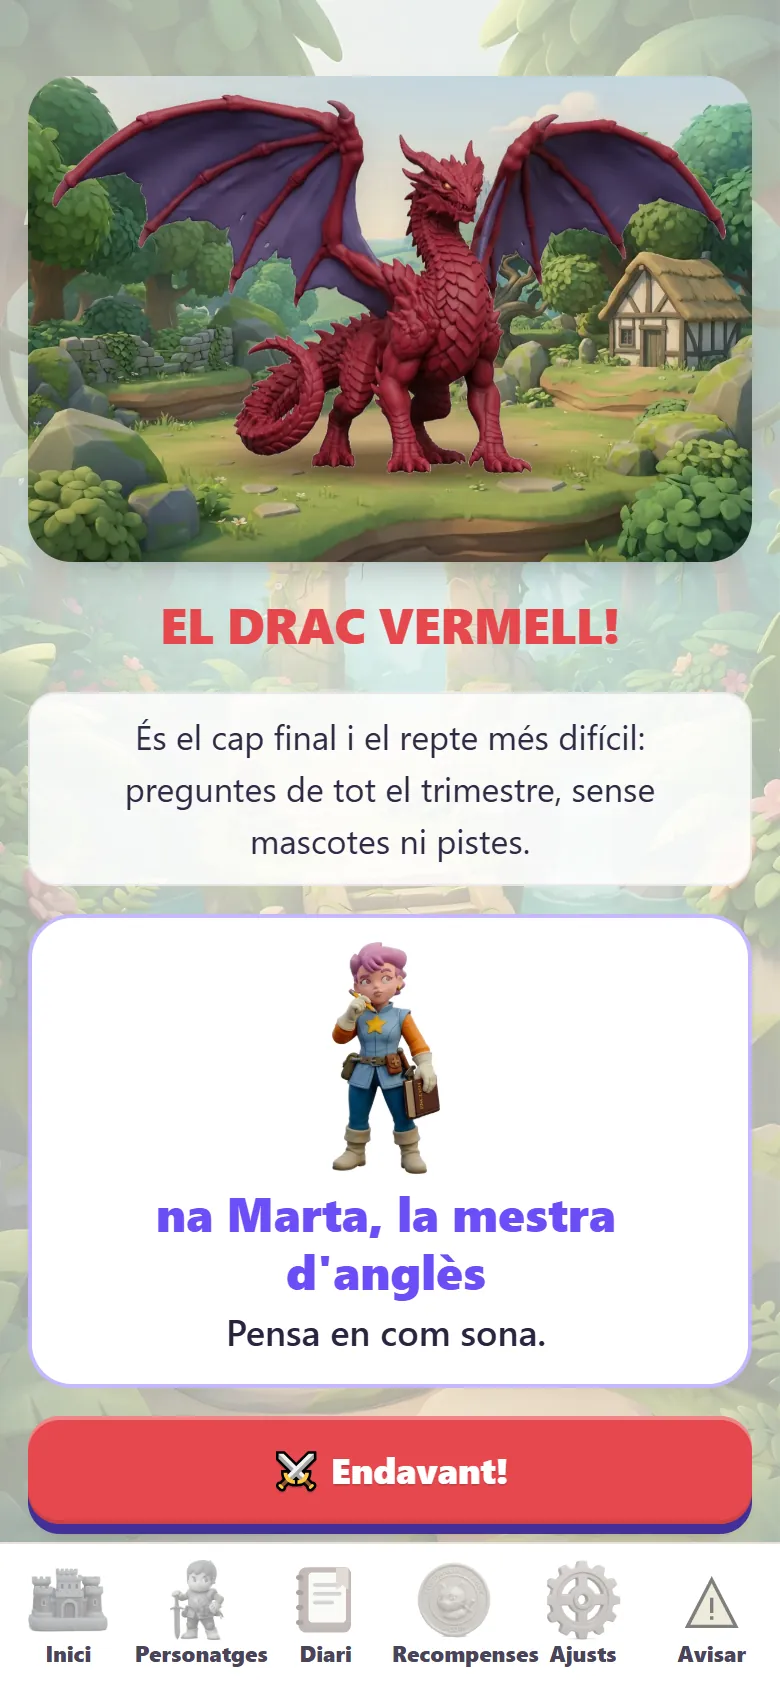 EL DRAC VERMELL!
És el cap final i el repte més difícil:
preguntes de tot el trimestre, sense
mascotes ni pistes.
na Marta, la mestra
d'anglès
Pensa en com sona.
Endavant!
Inici
Personatges
Diari
Recompenses
Ajusts
Avisar